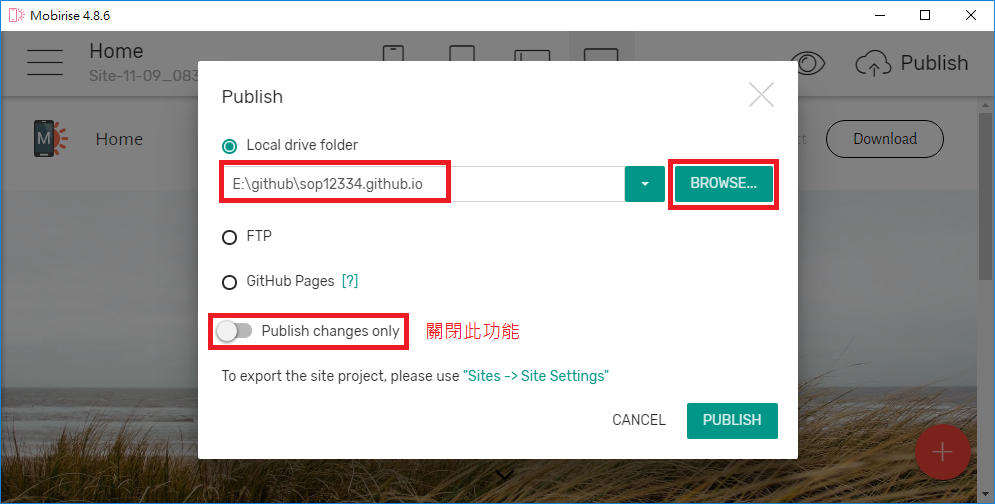 Mobirise 4.8.6
Home
Site-11-09_083
Publish
M
Home
ct
Download
Publish
Local drive folder
E:\github\sop12334.github.io
BROWSE...
FTP
GitHub Pages [?]
Publish changes only
關閉此功能
To export the site project, please use "Sites -> Site Settings"
CANCEL
PUBLISH